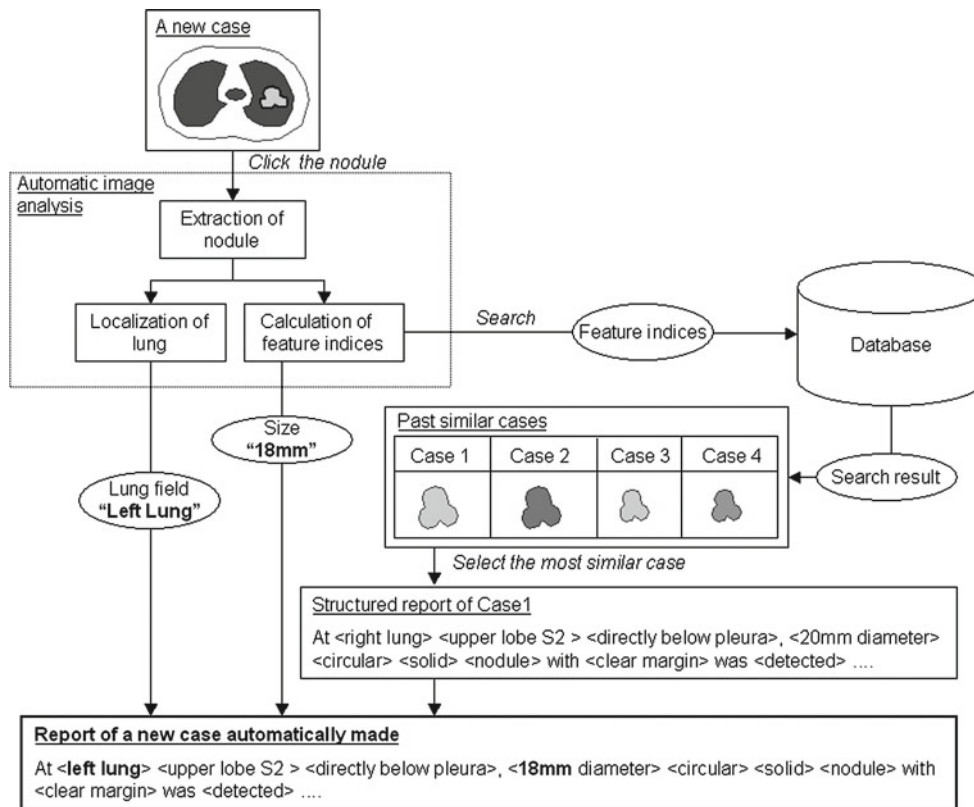 A new case
Click the nodule
Automatic image
analysis
Extraction of
nodule
Localization of
lung
Calculation of
feature indices
Search
Feature indices
Database
Size
“18mm”
Lung field
“Left Lung”
Past similar cases
Case 1
Case 2
Case 3
Case 4
Search result
Select the most similar case
Structured report of Case1
At <right lung> <upper lobe S2 > <directly below pleura>, <20mm diameter>
<circular> <solid> <nodule> with <clear margin> was <detected> ....
Report of a new case automatically made
At <left lung> <upper lobe S2 > <directly below pleura>, <18mm diameter> <circular> <solid> <nodule> with
<clear margin> was <detected> ....